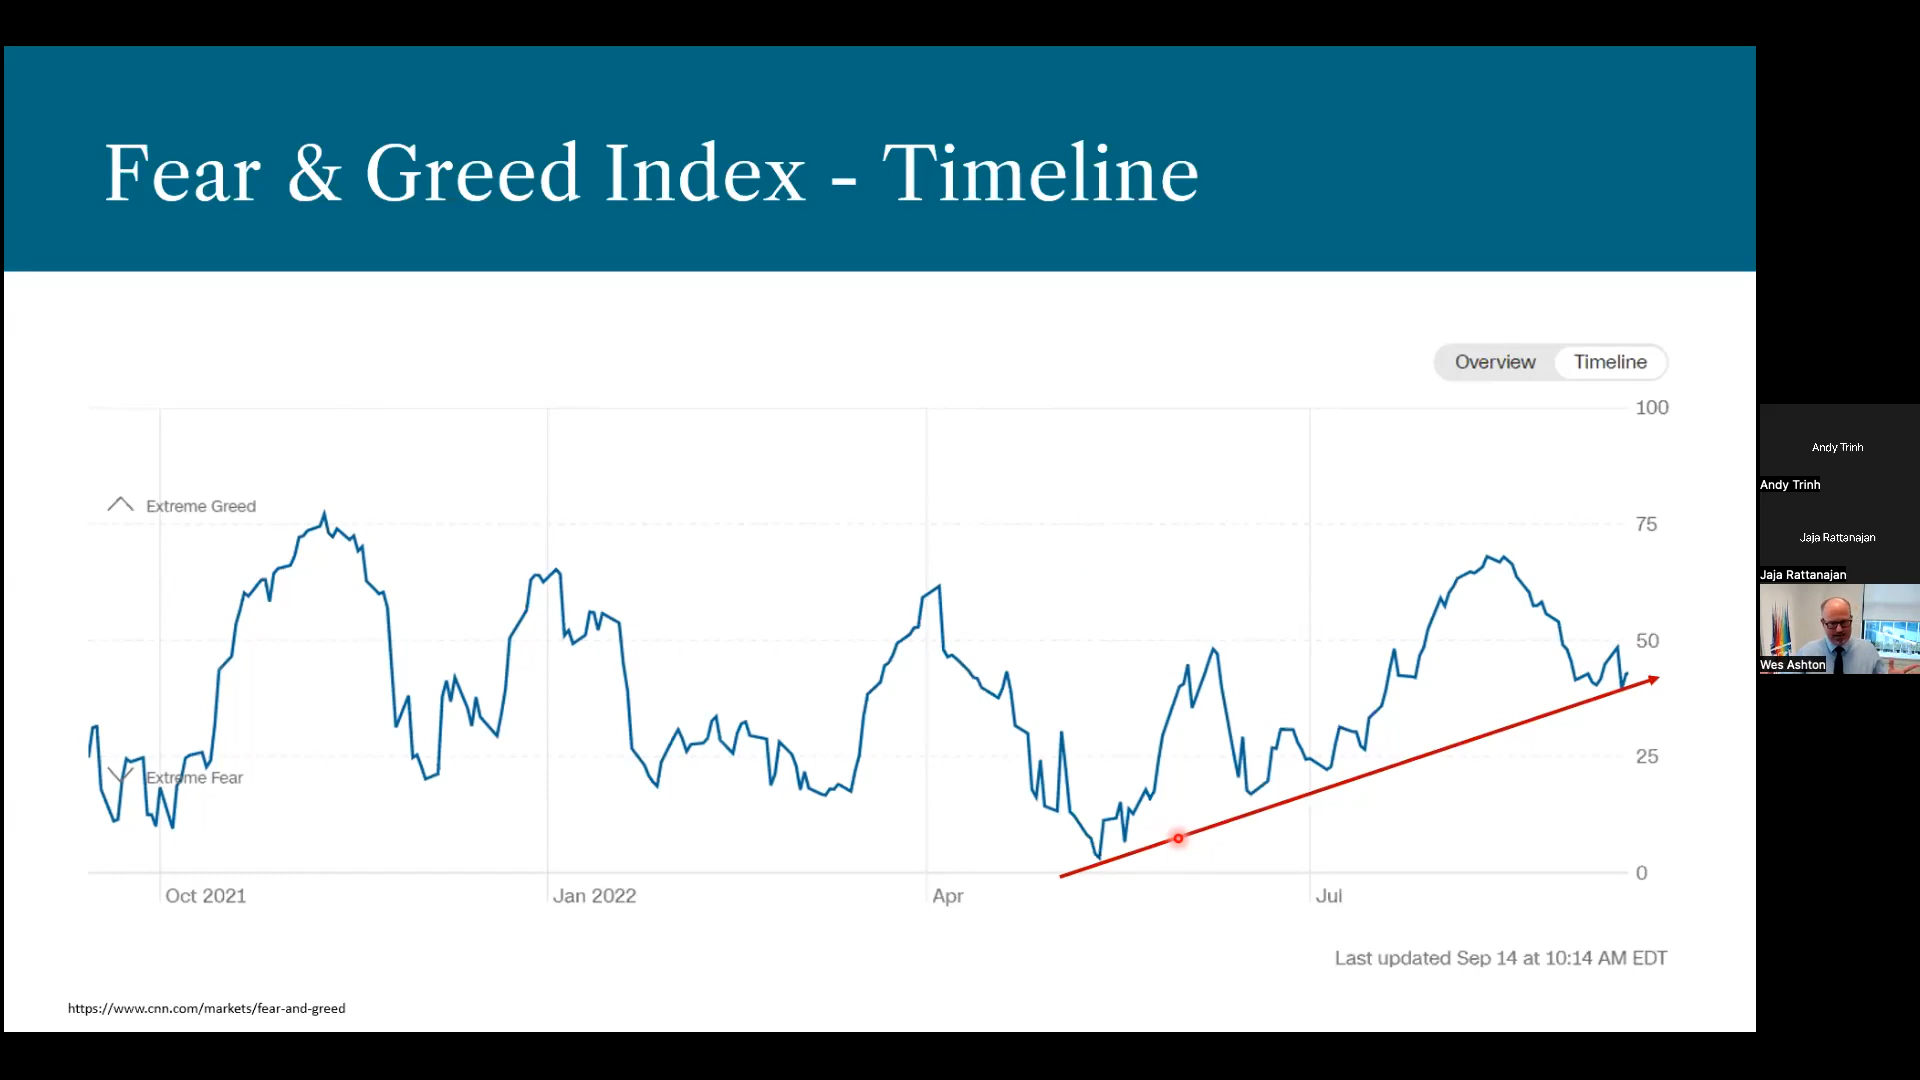 Fear & Greed Index - Timeline
Overview Timeline
100
Extreme Greed
75
50
25
Extreme Fear
0
Oct 2021 Jan 2022 Apr Jul
Last updated Sep 14 at 10:14 AM EDT
https://www.cnn.com/markets/fear-and-greed
Andy Trinh
Andy Trinh
Jaja Rattanajan
Jaja Rattanajan
Wes Ashton